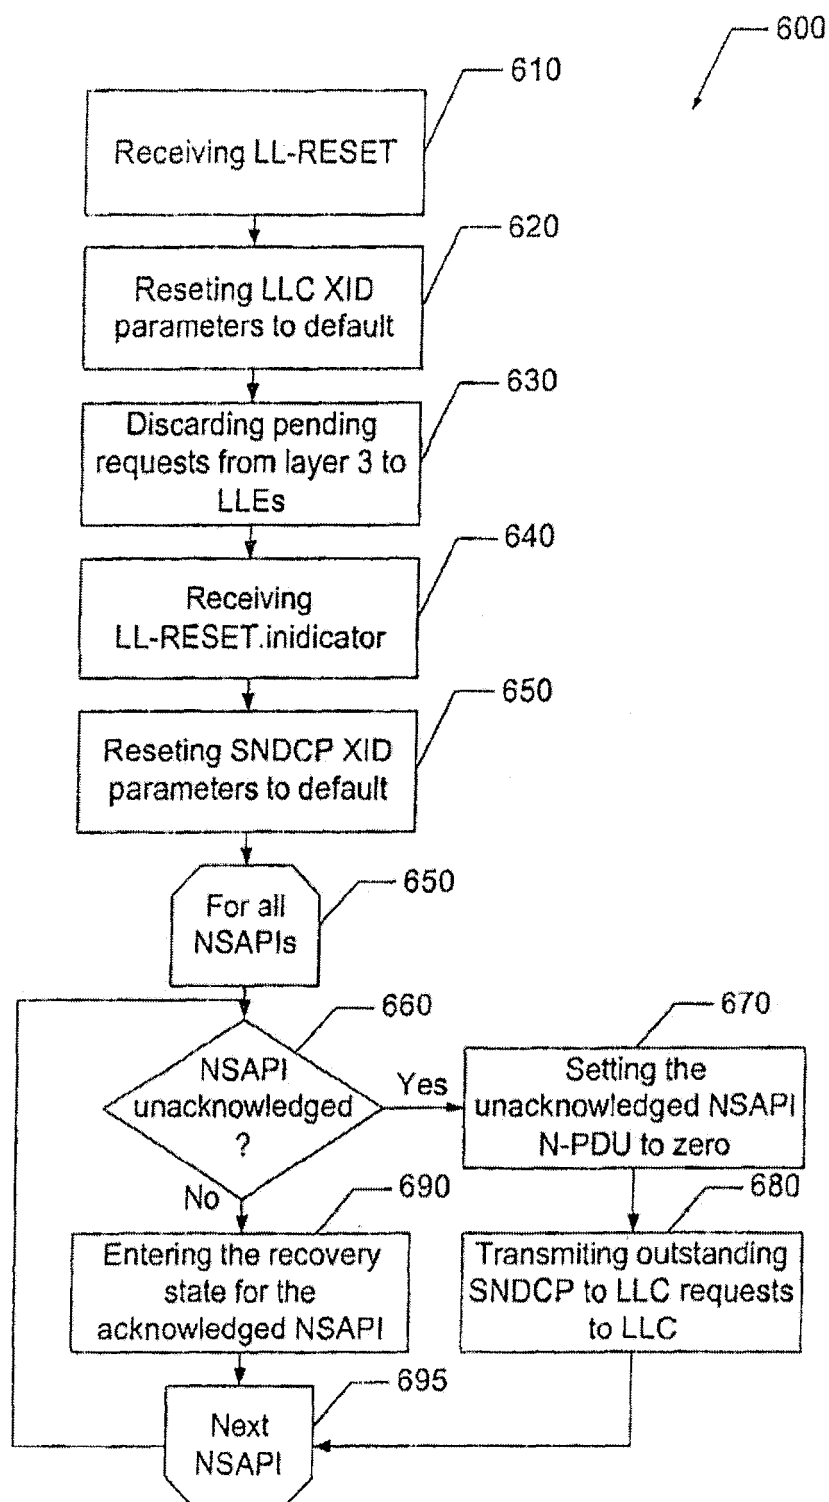 600
610
Receiving LL-RESET
620
Reseting LLC XID
parameters to default
630
Discarding pending
requests from layer 3 to
LLEs
640
Receiving
LL-RESET.inidicator
650
Reseting SNDCP XID
parameters to default
650
For all
NSAPIs
660
NSAPI
unacknowledged
?
Yes
No
670
Setting the
unacknowledged NSAPI
N-PDU to zero
680
Transmiting outstanding
SNDCP to LLC requests
to LLC
690
Entering the recovery
state for the
acknowledged NSAPI
695
Next
NSAPI